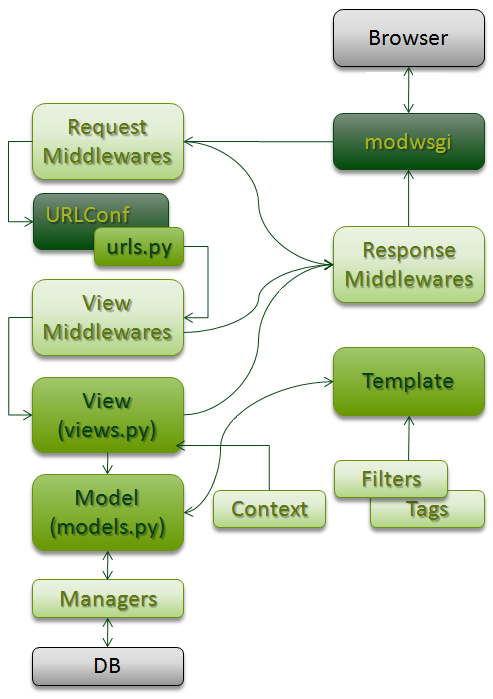 Browser
Request
Middlewares
modwsgi
URLConf
urls.py
Response
Middlewares
View
Middlewares
Template
View
(views.py)
Filters
Tags
Context
Model
(models.py)
Managers
DB